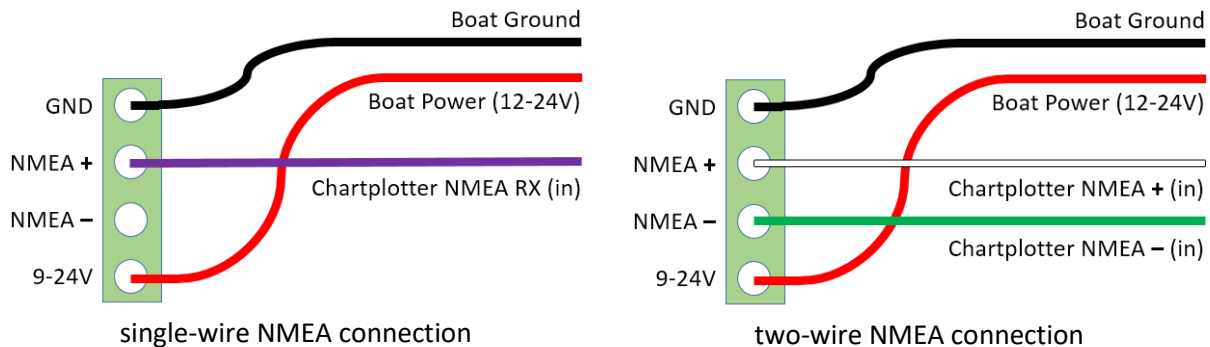 Boat Ground
GND
Boat Power (12-24V)
NMEA +
Chartplotter NMEA RX (in)
NMEA –
9-24V
single-wire NMEA connection
Boat Ground
GND
Boat Power (12-24V)
NMEA +
Chartplotter NMEA + (in)
NMEA –
Chartplotter NMEA – (in)
9-24V
two-wire NMEA connection